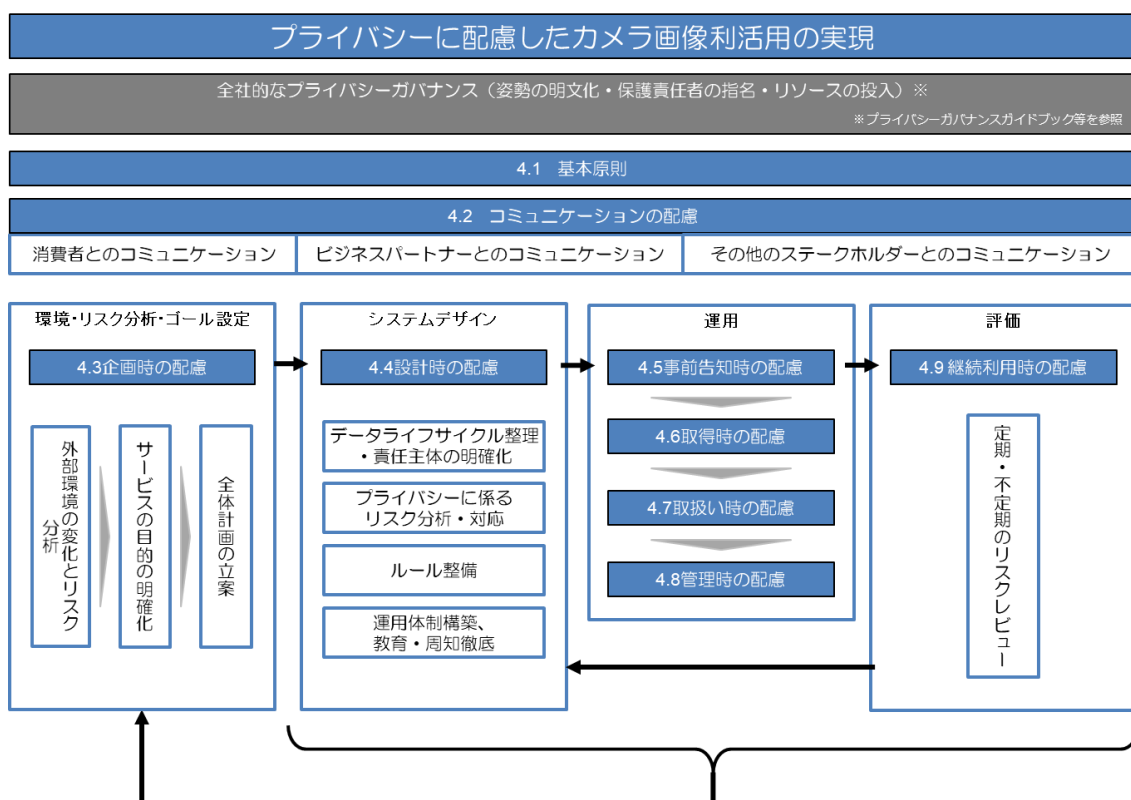 プライバシーに配慮したカメラ画像利活用の実現
全社的なプライバシーガバナンス（姿勢の明文化・保護責任者の指名・リソースの投入）※
※プライバシーガバナンスガイドブック等を参照
4.1 基本原則
4.2 コミュニケーションの配慮
消費者とのコミュニケーション
ビジネスパートナーとのコミュニケーション
その他のステークホルダーとのコミュニケーション
環境・リスク分析・ゴール設定
4.3企画時の配慮
外部環境の変化とリスク
分析
サービスの目的の明確化
全体計画の立案
システムデザイン
4.4設計時の配慮
データライフサイクル整理
・責任主体の明確化
プライバシーに係る
リスク分析・対応
ルール整備
運用体制構築、
教育・周知徹底
運用
4.5事前告知時の配慮
4.6取得時の配慮
4.7取扱い時の配慮
4.8管理時の配慮
評価
4.9 継続利用時の配慮
定期・不定期のリスクレビュー